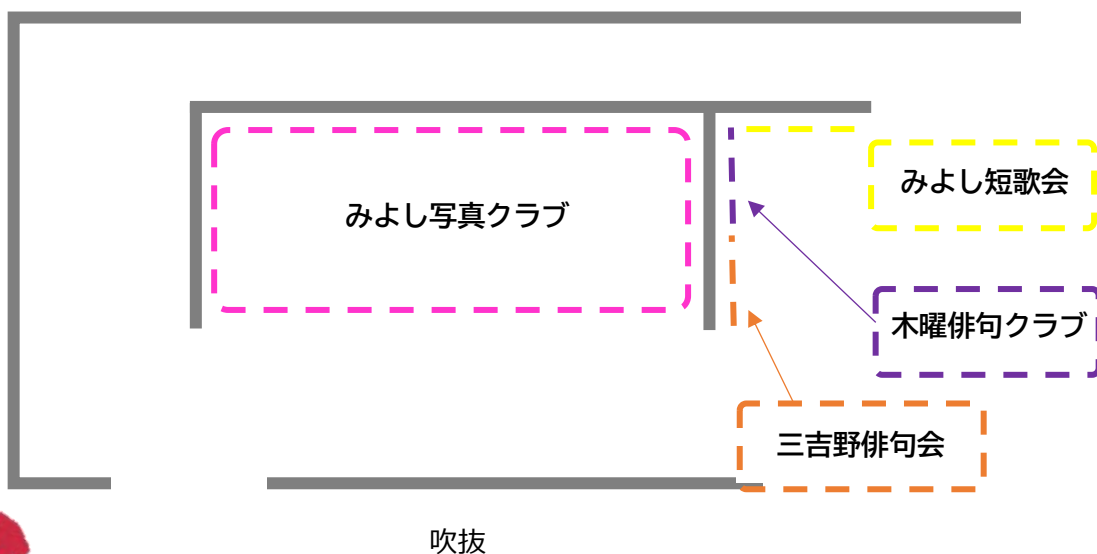 みよし写真クラブ
みよし短歌会
木曜俳句クラブ
三吉野俳句会
吹抜